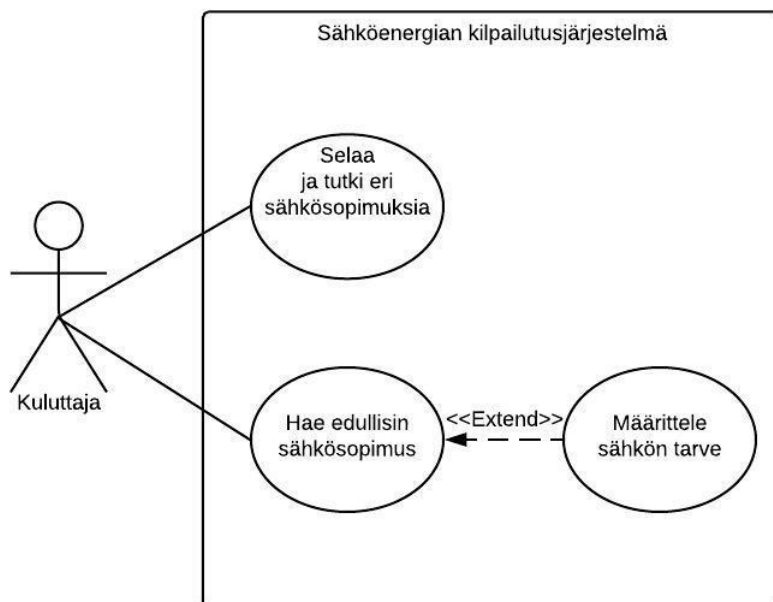 Sähköenergian kilpailutusjärjestelmä
Selaa
ja tutki eri
sähkösopimuksia
Kuluttaja
Hae edullisin
sähkösopimus
<<Extend>>
Määrittele
sähkön tarve